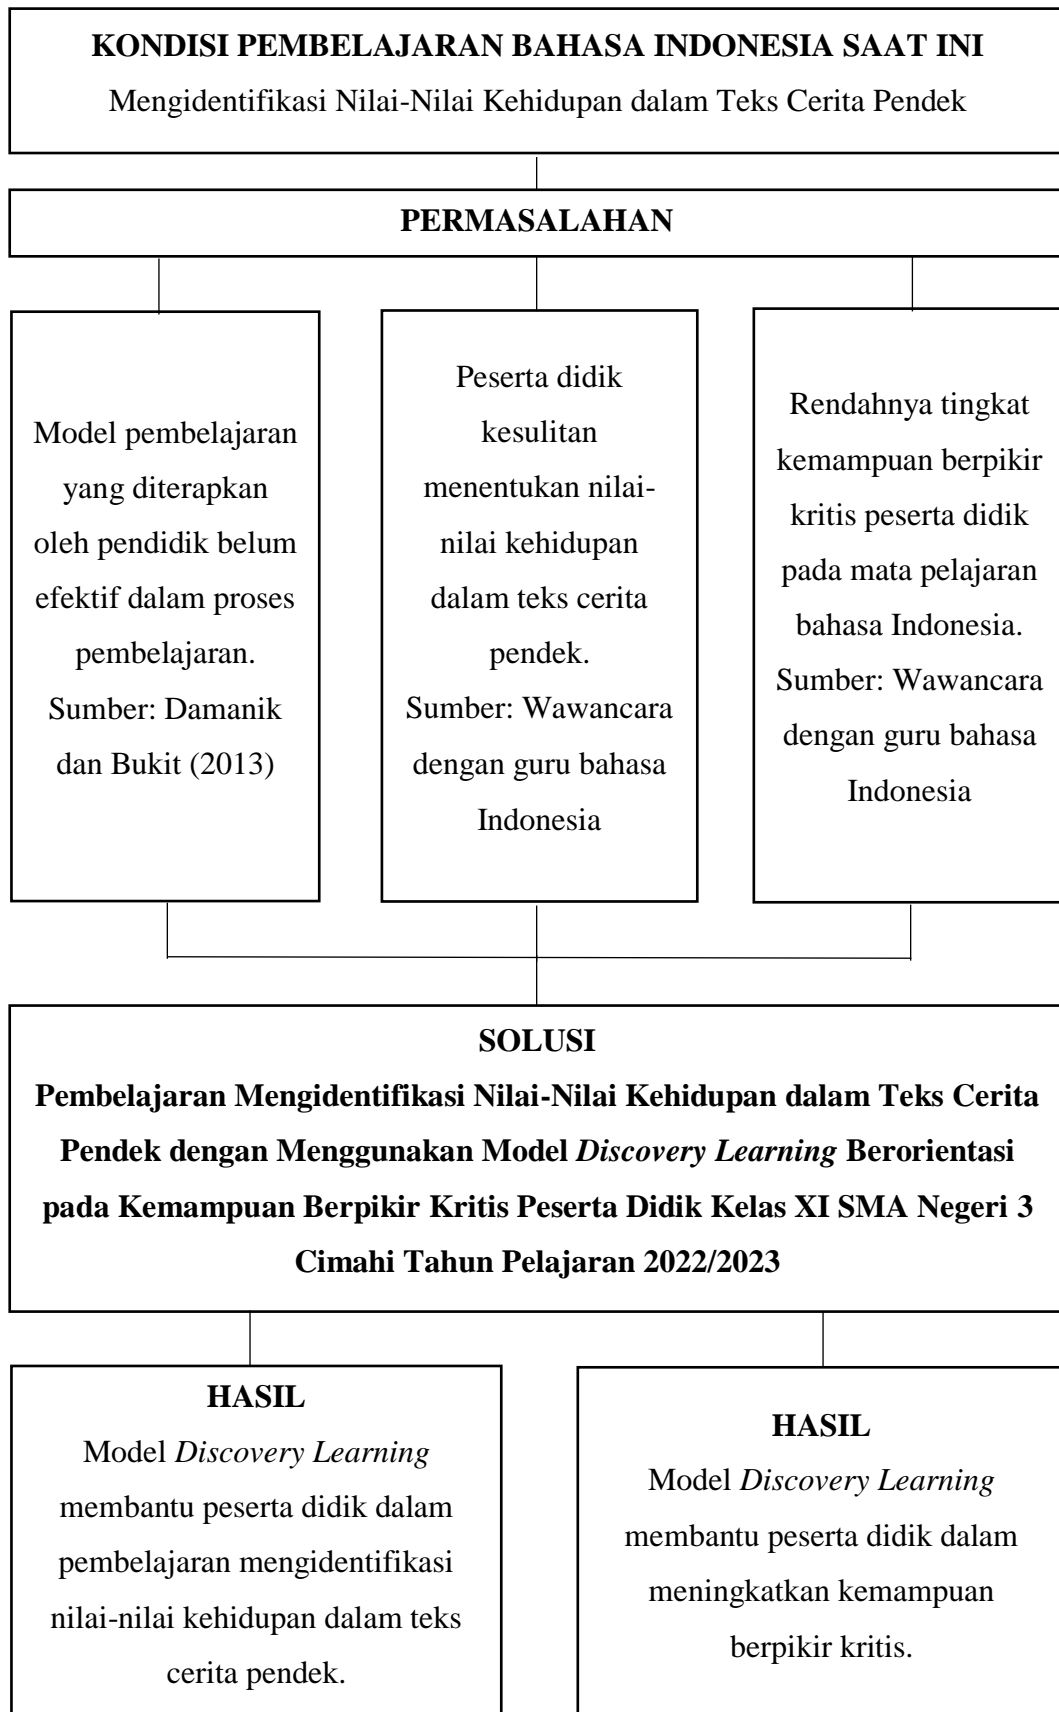 KONDISI PEMBELAJARAN BAHASA INDONESIA SAAT INI
Mengidentifikasi Nilai-Nilai Kehidupan dalam Teks Cerita Pendek
PERMASALAHAN
Model pembelajaran
yang diterapkan
oleh pendidik belum
efektif dalam proses
pembelajaran.
Sumber: Damanik
dan Bukit (2013)
Peserta didik
kesulitan
menentukan nilai-
nilai kehidupan
dalam teks cerita
pendek.
Sumber: Wawancara
dengan guru bahasa
Indonesia
Rendahnya tingkat
kemampuan berpikir
kritis peserta didik
pada mata pelajaran
bahasa Indonesia.
Sumber: Wawancara
dengan guru bahasa
Indonesia
SOLUSI
Pembelajaran Mengidentifikasi Nilai-Nilai Kehidupan dalam Teks Cerita
Pendek dengan Menggunakan Model Discovery Learning Berorientasi
pada Kemampuan Berpikir Kritis Peserta Didik Kelas XI SMA Negeri 3
Cimahi Tahun Pelajaran 2022/2023
HASIL
Model Discovery Learning
membantu peserta didik dalam
pembelajaran mengidentifikasi
nilai-nilai kehidupan dalam teks
cerita pendek.
HASIL
Model Discovery Learning
membantu peserta didik dalam
meningkatkan kemampuan
berpikir kritis.